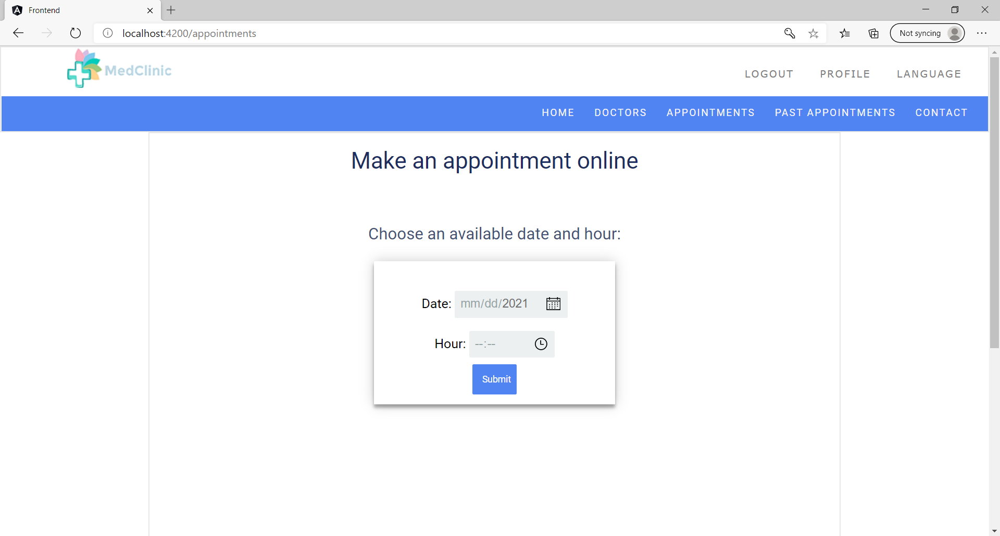 Frontend
localhost:4200/appointments
Not syncing
MedClinic
LOGOUT PROFILE LANGUAGE
HOME DOCTORS APPOINTMENTS PAST APPOINTMENTS CONTACT
Make an appointment online
Choose an available date and hour:
Date: mm/dd/2021
Hour: --:--
Submit